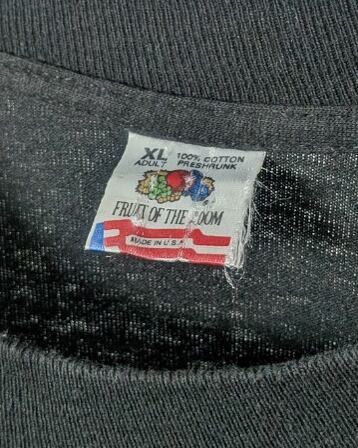 XL 100% COTTON
ADULT PRESHRUNK
FRUIT OF THE LOOM
MADE IN U.S.A.